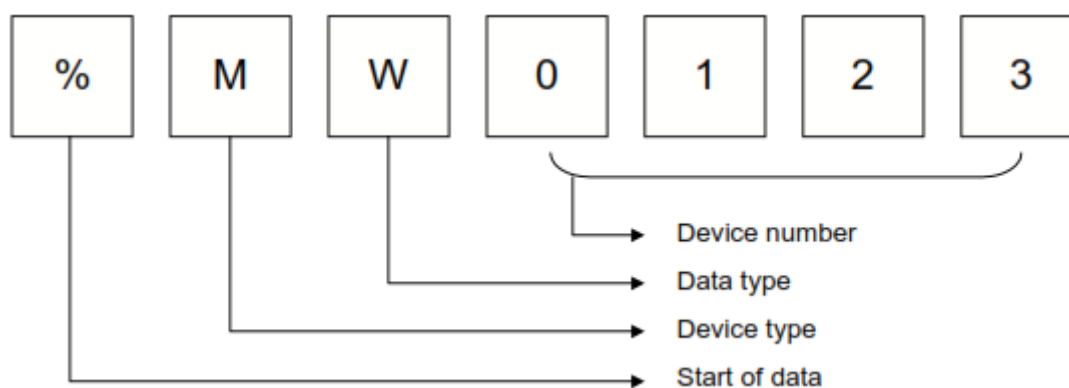 % M W 0 1 2 3
Device number
Data type
Device type
Start of data